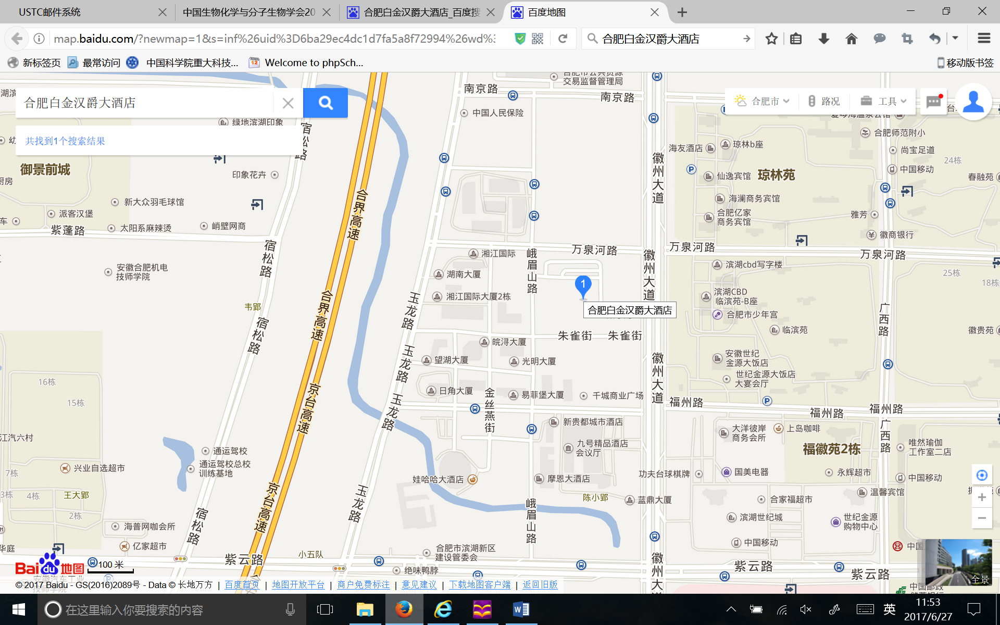 USTC邮件系统
中国生物化学与分子生物学会20
合肥白金汉爵大酒店_百度搜
百度地图
map.baidu.com/?newmap=1&s=inf%26uid%3D6ba29ec4dc1d7fa5a8f72994%26wd%
合肥白金汉爵大酒店
新标签页
最常访问
中国科学院重大科技...
Welcome to phpSch...
移动版书签
合肥白金汉爵大酒店
共找到1个搜索结果
合肥市
路况
工具
交易监督管理局
南京路
南京路
中国人民保险
绿地滨湖印象
宿松路
御景前城
印象花卉
新大众羽毛球馆
派客汉堡
太阳系麻辣烫
峭壁网商
紫蓬路
合界高速
宿松路
安徽合肥机电
技师学院
韦郢
合界高速
宿松路
海友酒店
琼林b座
合肥师范附小
尚宝足道
24栋
中国移动
仙逸宾馆
琼林苑
春融苑
徽州大道
海澜商务宾馆
合肥亿家
商务宾馆
雅芳
徽商银行
万泉河路
万泉河路
万泉河路
湘江国际
峨眉山路
徽州大道
湖南大厦
湘江国际大厦2栋
玉龙路
1
合肥白金汉爵大酒店
滨湖cbd写字楼
25栋
18栋
滨湖CBD
临滨苑-B座
合肥市少年宫
临滨苑
广西路
徽贵苑
朱雀街
朱雀街
皖浔大厦
望湖大厦
光明大厦
玉龙路
徽州大道
安徽世纪
金源大饭店
世纪金源大饭店
大宴会厅
16栋
15栋
京台高速
日角大厦
金丝燕街
易菲堡大厦
千城商业广场
玉龙路
福州路
福州路
福州路
新贵都城市酒店
大洋彼岸
商务会所
上岛咖啡
广西路
江汽六村
九号精品酒店
会议厅
福徽苑2栋
唯然瑜伽
工作室二店
通运驾校
通运驾校总校
训练基地
兴业自选超市
7栋
3栋
4栋
王大郢
2栋
娃哈哈大酒店
摩恩大酒店
功夫台球棋牌
国美电器
永辉超市
中国移动
京台高速
玉龙路
陈小郢
蓝鼎大厦
合家福超市
温馨宾馆
峨眉山路
滨湖世纪城
世纪金源
购物中心
宿松路
海普网咖会所
亿家超市
华庭
紫云路
小五队
合肥市滨湖新区
建设管委会
绝味鸭脖
中国移动
徽州大
紫云路
紫云路
全景
Bai du 地图
100 米
© 2017 Baidu - GS(2016)2089号 - Data © 长地万方 | 百度首页 | 地图开放平台 | 商户免费标注 | 意见建议 | 下载地图客户端 | 返回旧版
在这里输入你要搜索的内容
英
11:53
2017/6/27